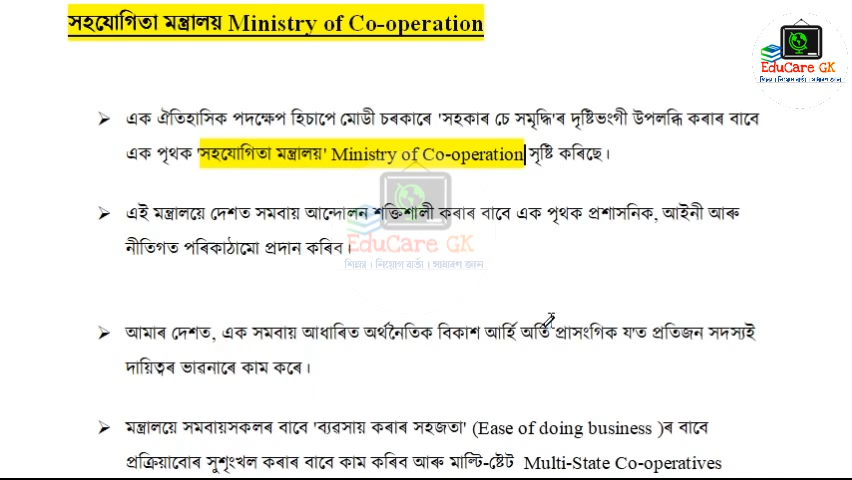 সহযোগিতা মন্ত্ৰালয় Ministry of Co-operation
EduCare GK
শিক্ষা | নিয়োগ বাৰ্তা | সাধাৰণ জ্ঞান
➢ এক ঐতিহাসিক পদক্ষেপ হিচাপে মোডী চৰকাৰে 'সহকাৰ চে সমৃদ্ধি'ৰ দৃষ্টিভংগী উপলব্ধি কৰাৰ বাবে
এক পৃথক 'সহযোগিতা মন্ত্ৰালয়' Ministry of Co-operation সৃষ্টি কৰিছে।
➢ এই মন্ত্ৰালয়ে দেশত সমবায় আন্দোলন শক্তিশালী কৰাৰ বাবে এক পৃথক প্ৰশাসনিক, আইনী আৰু
নীতিগত পৰিকাঠামো প্ৰদান কৰিব।
EduCare GK
শিক্ষা | নিয়োগ বাৰ্তা | সাধাৰণ জ্ঞান
➢ আমাৰ দেশত, এক সমবায় আধাৰিত অৰ্থনৈতিক বিকাশ আৰ্হি অতি প্ৰাসংগিক য'ত প্ৰতিজন সদস্যই
দায়িত্বৰ ভাৱনাৰে কাম কৰে।
➢ মন্ত্ৰালয়ে সমবায়সকলৰ বাবে 'ব্যৱসায় কৰাৰ সহজতা' (Ease of doing business )ৰ বাবে
প্ৰক্ৰিয়াবোৰ সুশৃংখল কৰাৰ বাবে কাম কৰিব আৰু মাল্টি-ষ্টেট Multi-State Co-operatives